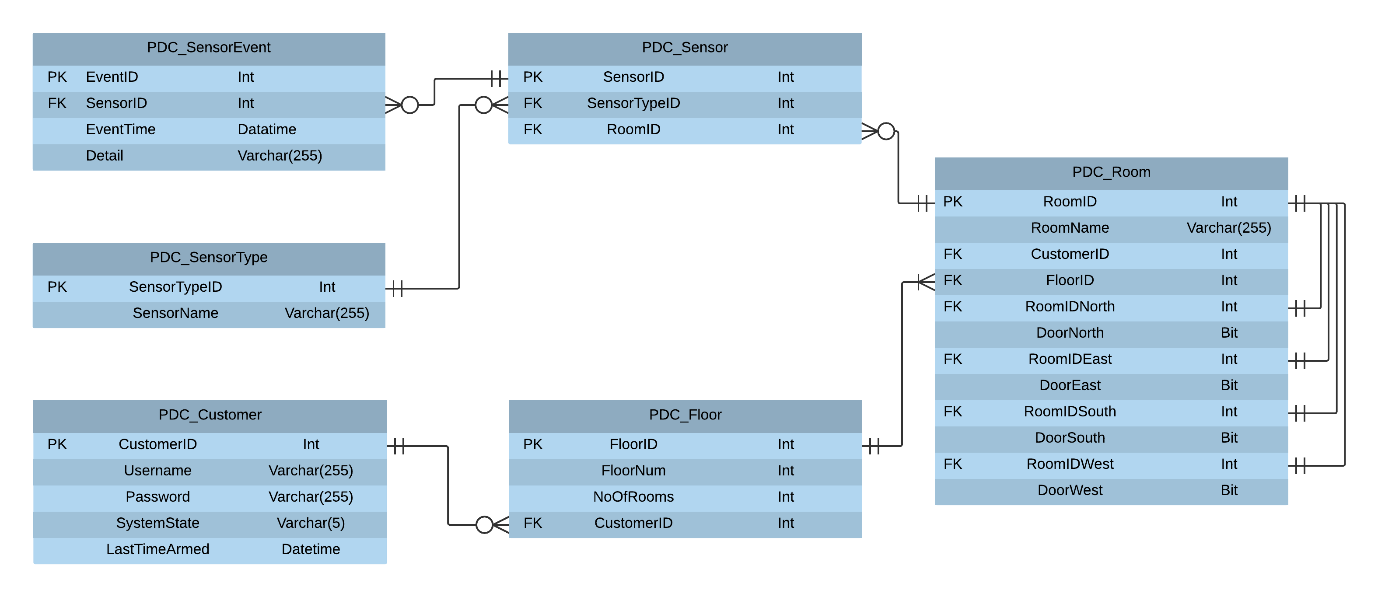 PDC_SensorEvent
PK EventID Int
FK SensorID Int
EventTime Datatime
Detail Varchar(255)
PDC_Sensor
PK SensorID Int
FK SensorTypeID Int
FK RoomID Int
PDC_Room
PK RoomID Int
RoomName Varchar(255)
FK CustomerID Int
FK FloorID Int
FK RoomIDNorth Int
DoorNorth Bit
FK RoomIDEast Int
DoorEast Bit
FK RoomIDSouth Int
DoorSouth Bit
FK RoomIDWest Int
DoorWest Bit
PDC_SensorType
PK SensorTypeID Int
SensorName Varchar(255)
PDC_Customer
PK CustomerID Int
Username Varchar(255)
Password Varchar(255)
SystemState Varchar(5)
LastTimeArmed Datetime
PDC_Floor
PK FloorID Int
FloorNum Int
NoOfRooms Int
FK CustomerID Int